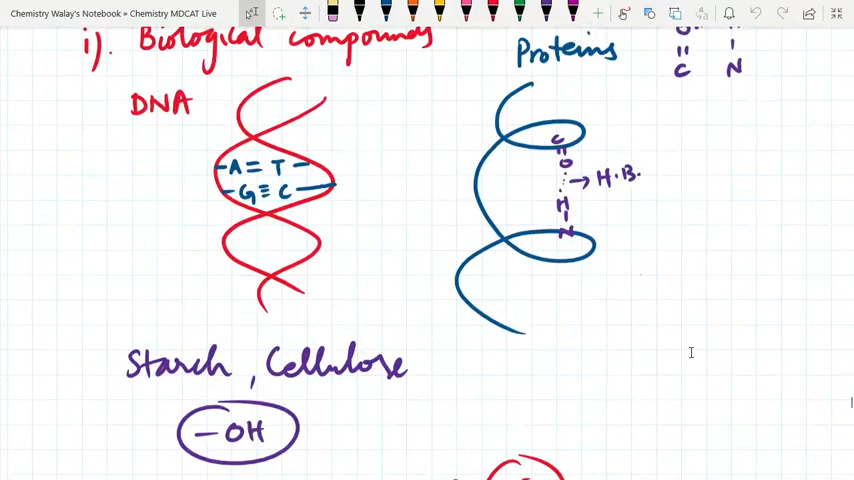 Chemistry Walay's Notebook » Chemistry MDCAT Live
i). Biological compounds
Proteins
O
=
C
N
DNA
-A = T -
-G ≡ C -
C
=
O
→ H.B.
H
N
Starch, Cellulose
- OH